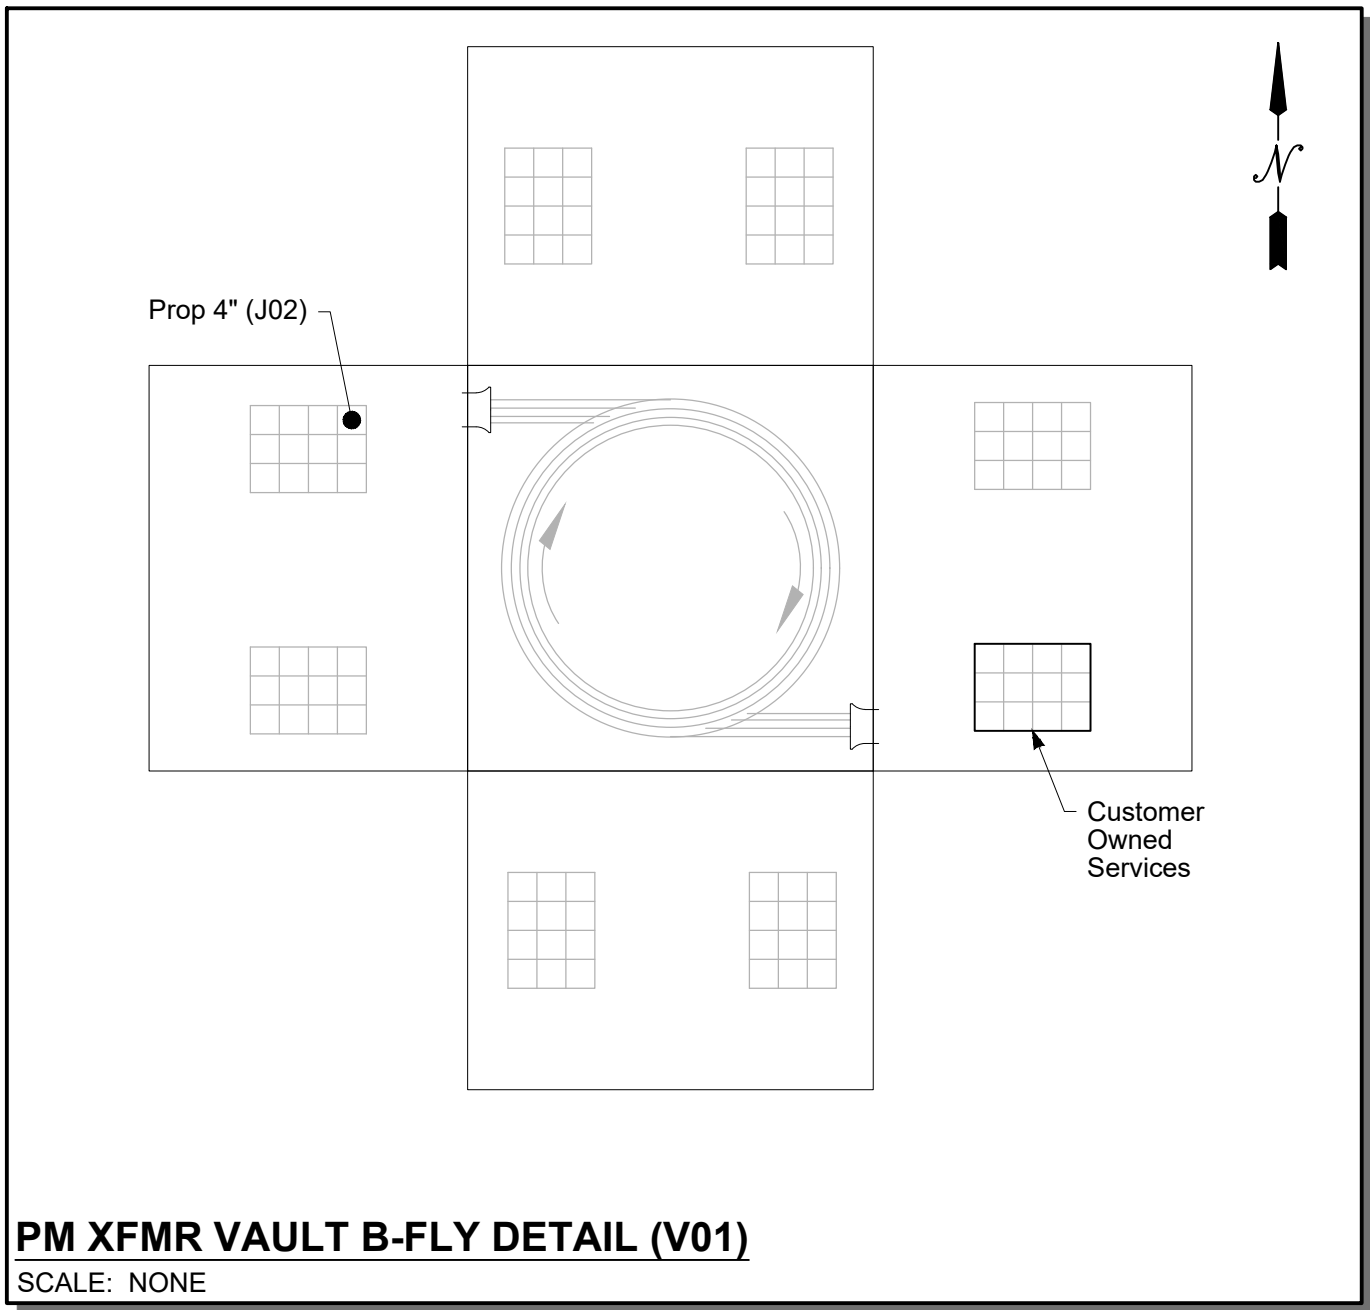 N
Prop 4" (J02)
Customer
Owned
Services
PM XFMR VAULT B-FLY DETAIL (V01)
SCALE: NONE